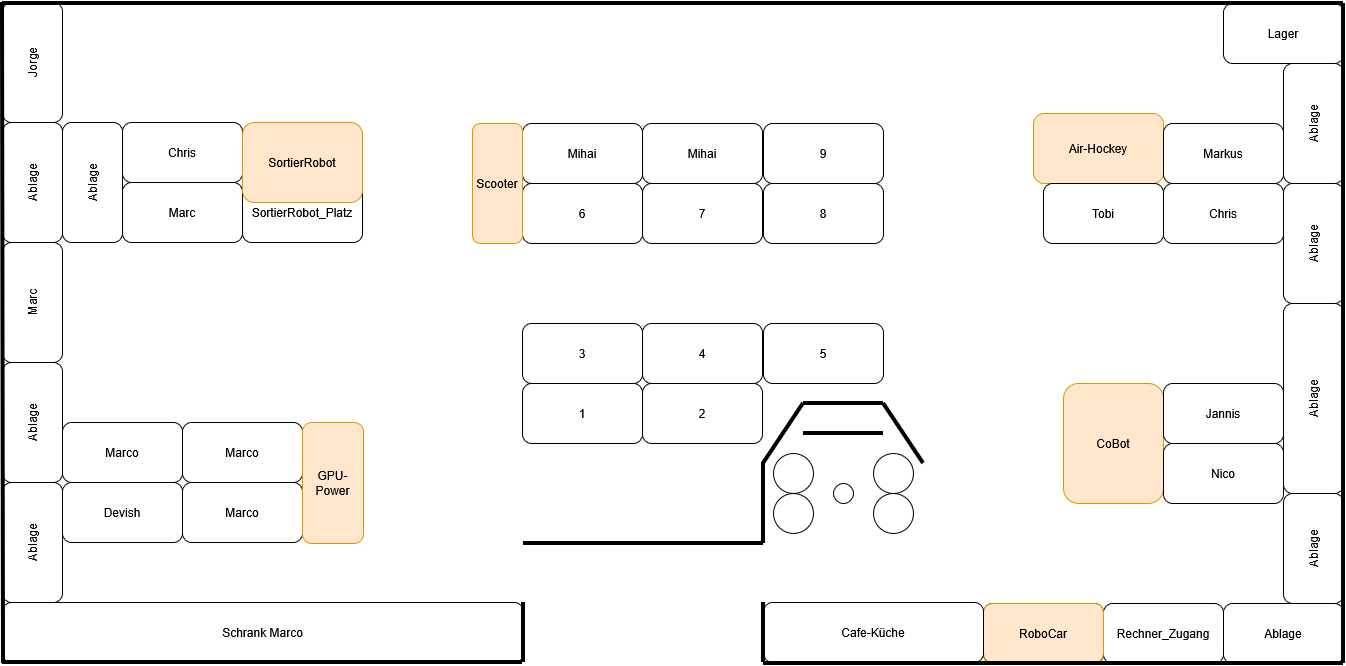 Jorge
Lager
Ablage
Ablage
Ablage
Chris
SortierRobot
Marc
SortierRobot_Platz
Scooter
Mihai
Mihai
9
6
7
8
Air-Hockey
Markus
Tobi
Chris
Ablage
Marc
3
4
5
1
2
Ablage
Ablage
CoBot
Jannis
Nico
Marco
Marco
GPU-
Power
Devish
Marco
Ablage
Ablage
Schrank Marco
Cafe-Küche
RoboCar
Rechner_Zugang
Ablage